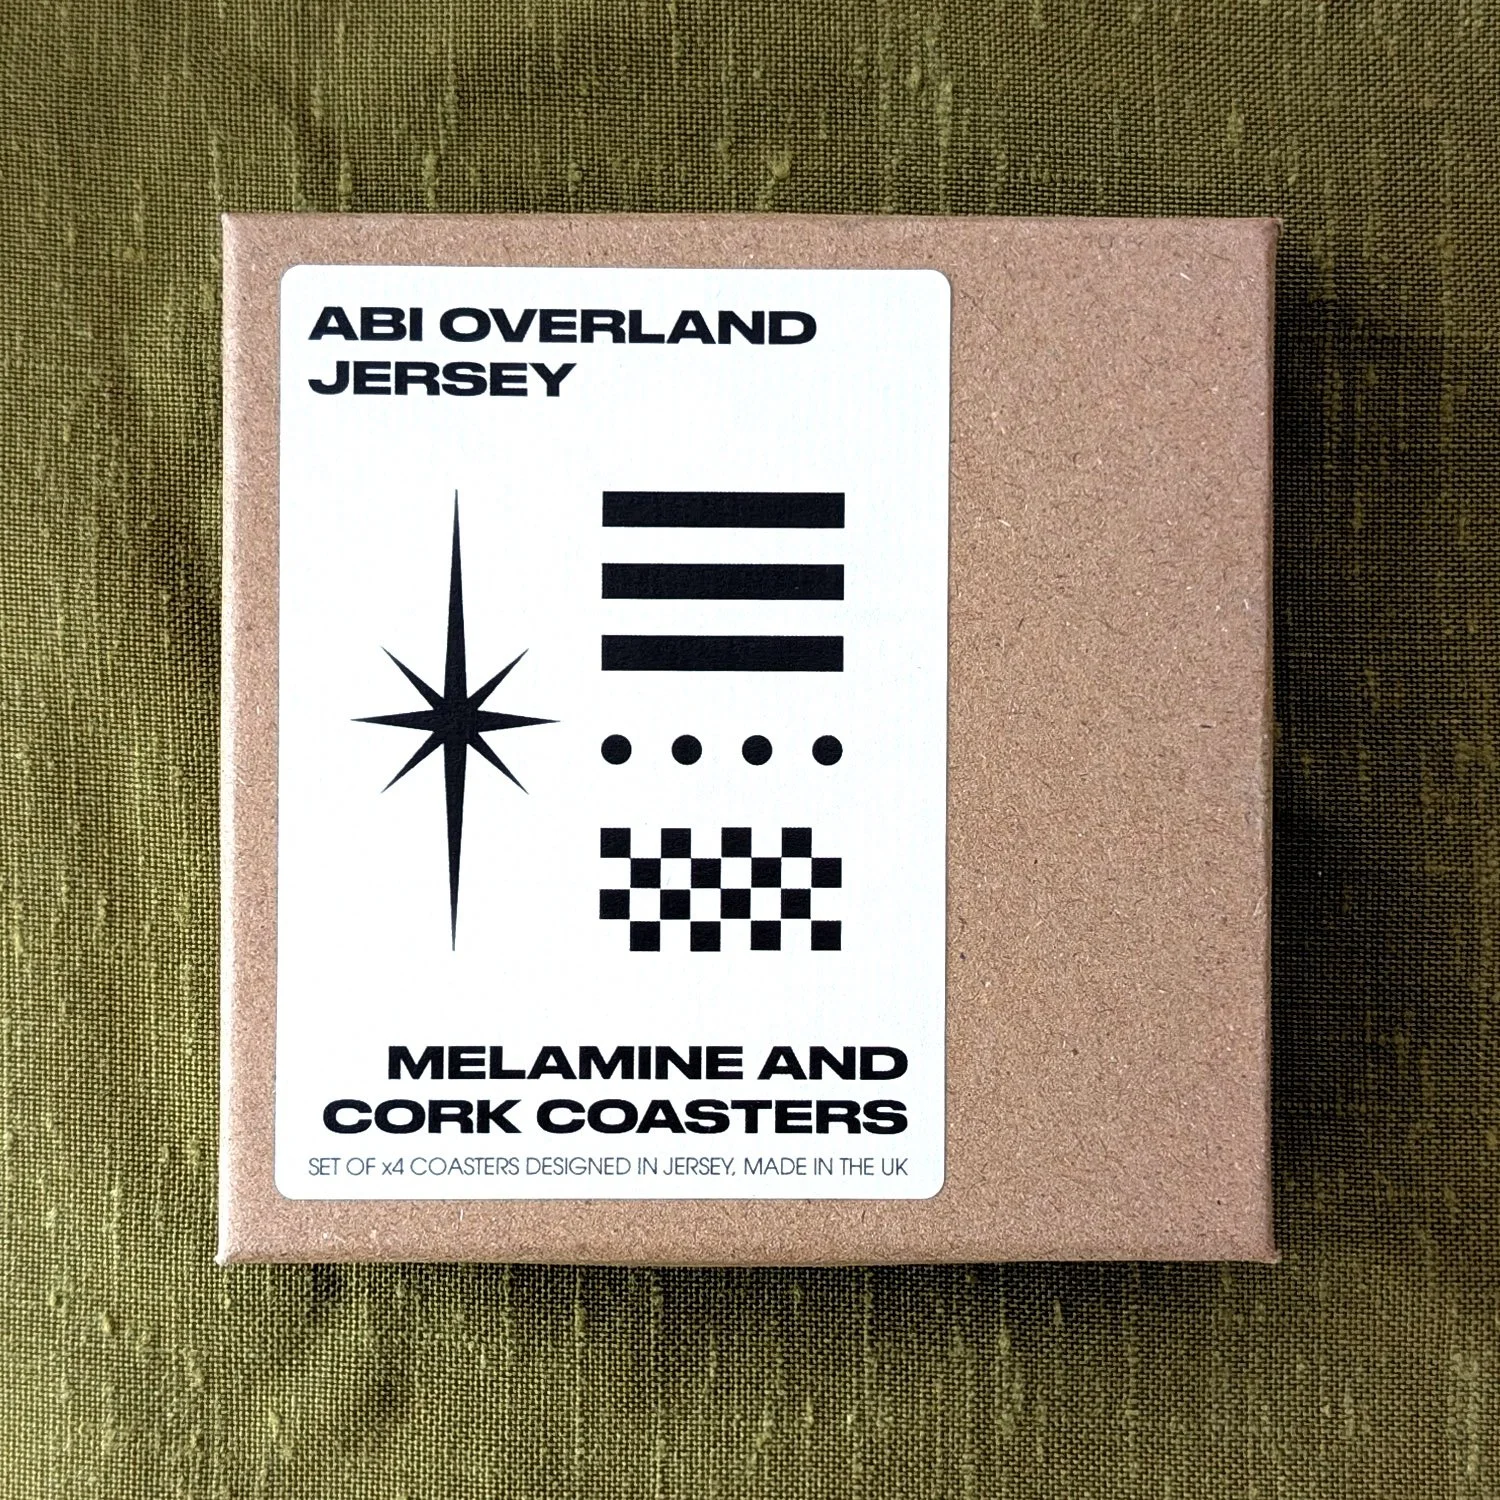 ABI OVERLAND
JERSEY
MELAMINE AND
CORK COASTERS
SET OF x4 COASTERS DESIGNED IN JERSEY, MADE IN THE UK